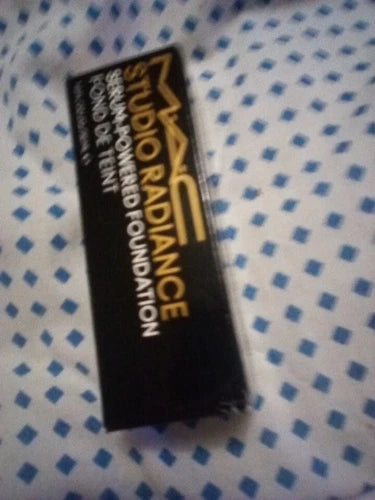 MAC
STUDIO RADIANCE
SERUM-POWERED FOUNDATION
FOND DE TEINT